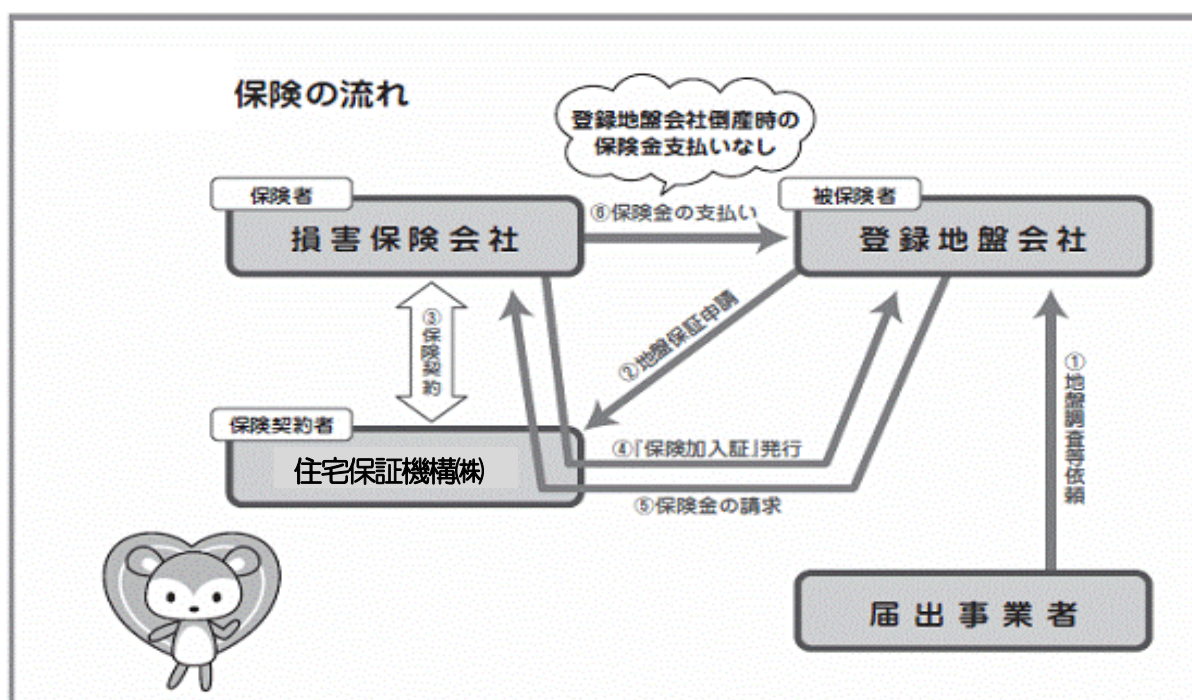 保険の流れ
登録地盤会社倒産時の
保険金支払いなし
保険者
損害保険会社
⑥保険金の支払い
被保険者
登録地盤会社
③保険契約
②地盤保証申請
①地盤調査等依頼
保険契約者
住宅保証機構㈱
④『保険加入証』発行
⑤保険金の請求
届出事業者